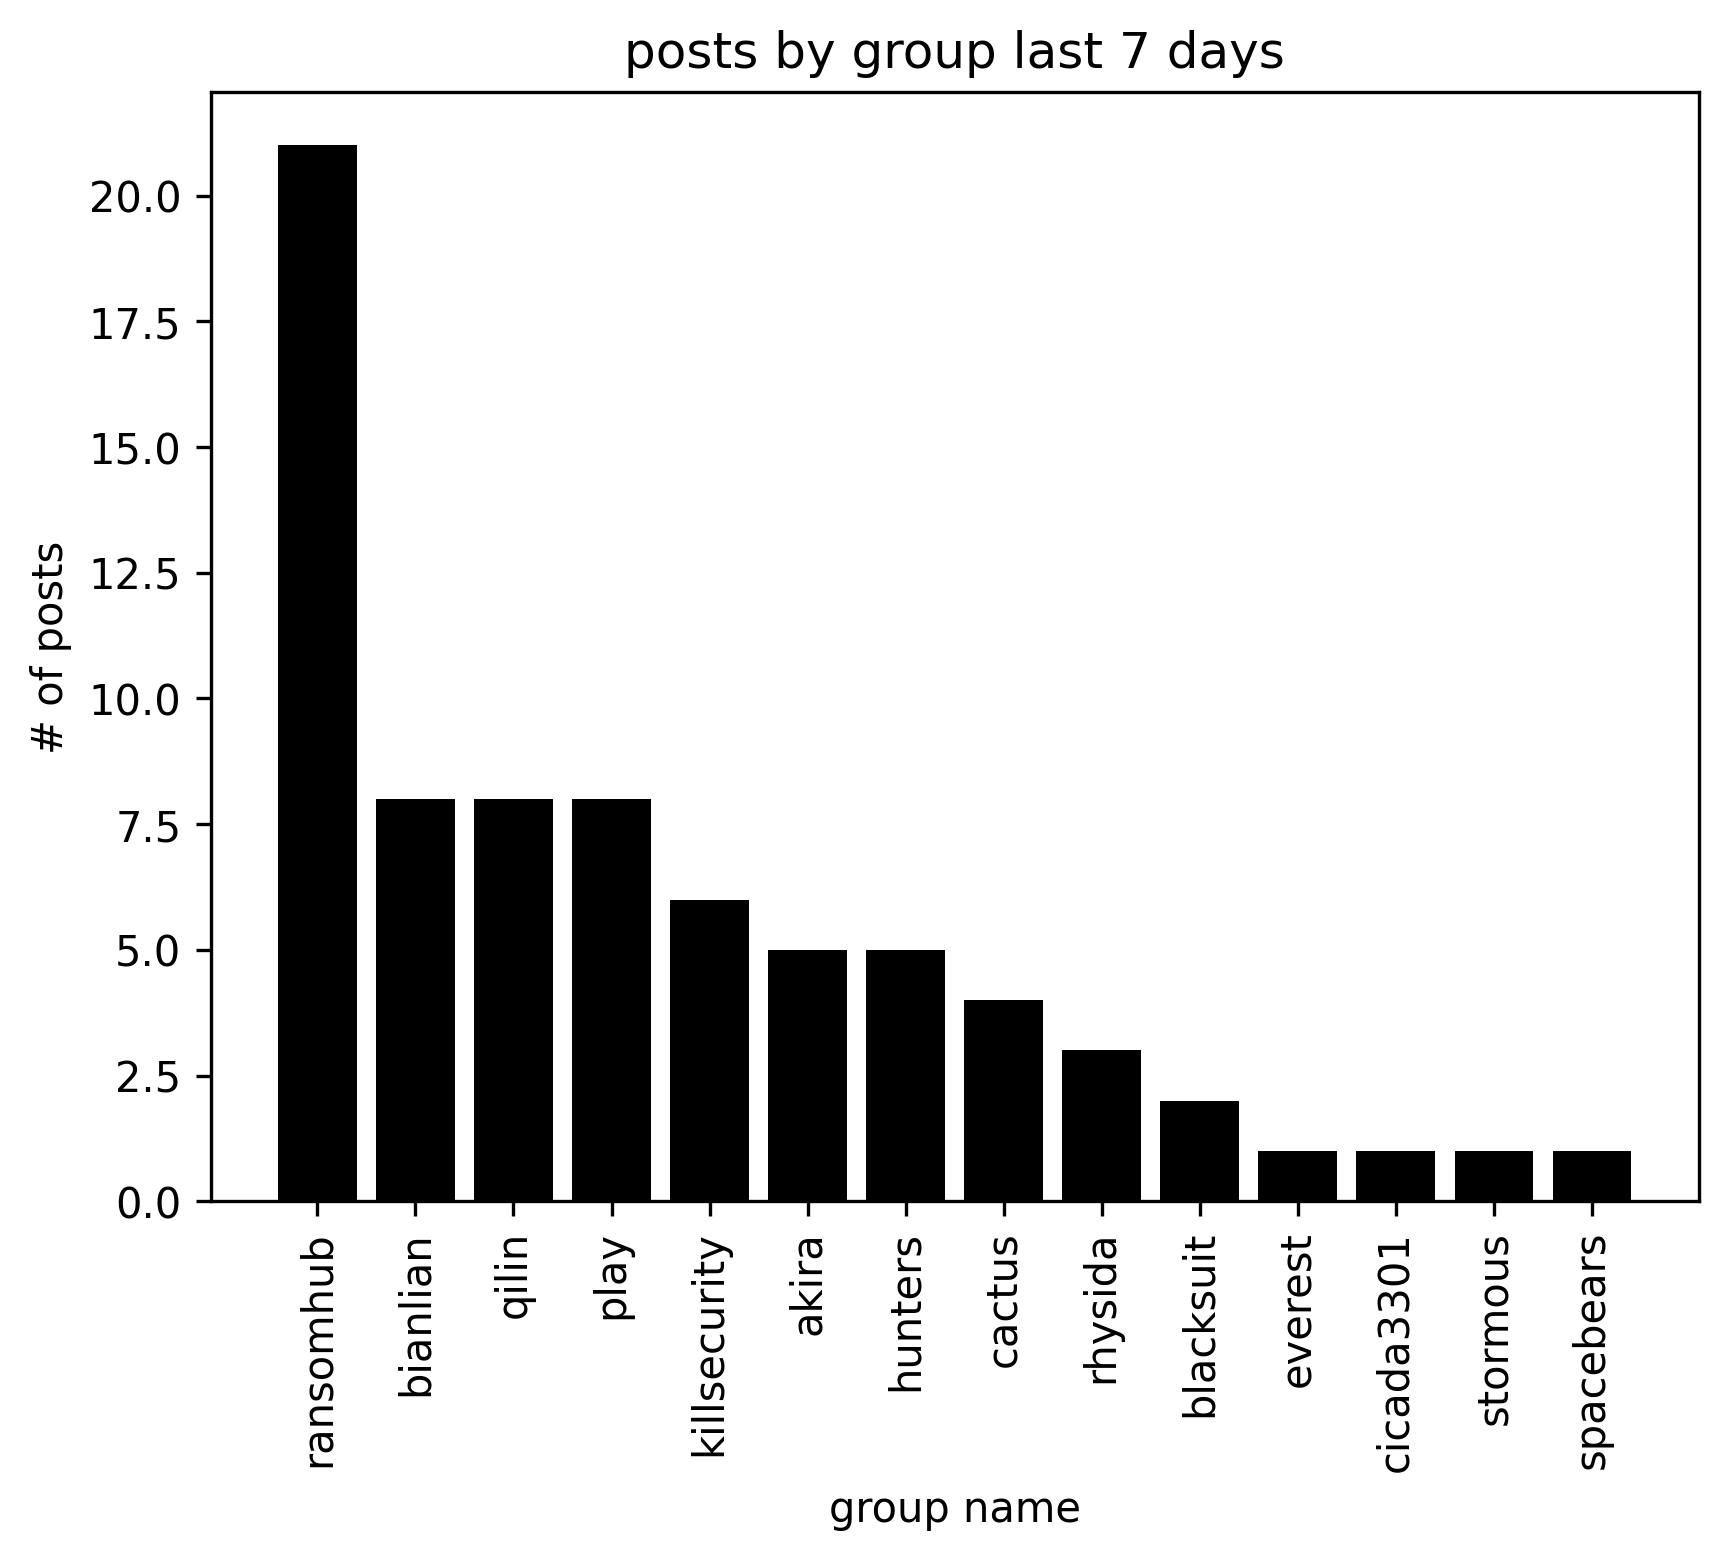 posts by group last 7 days
# of posts
20.0
17.5
15.0
12.5
10.0
7.5
5.0
2.5
0.0
ransomhub
bianlian
qilin
play
killsecurity
akira
hunters
cactus
rhysida
blacksuit
everest
cicada3301
stormous
spacebears
group name